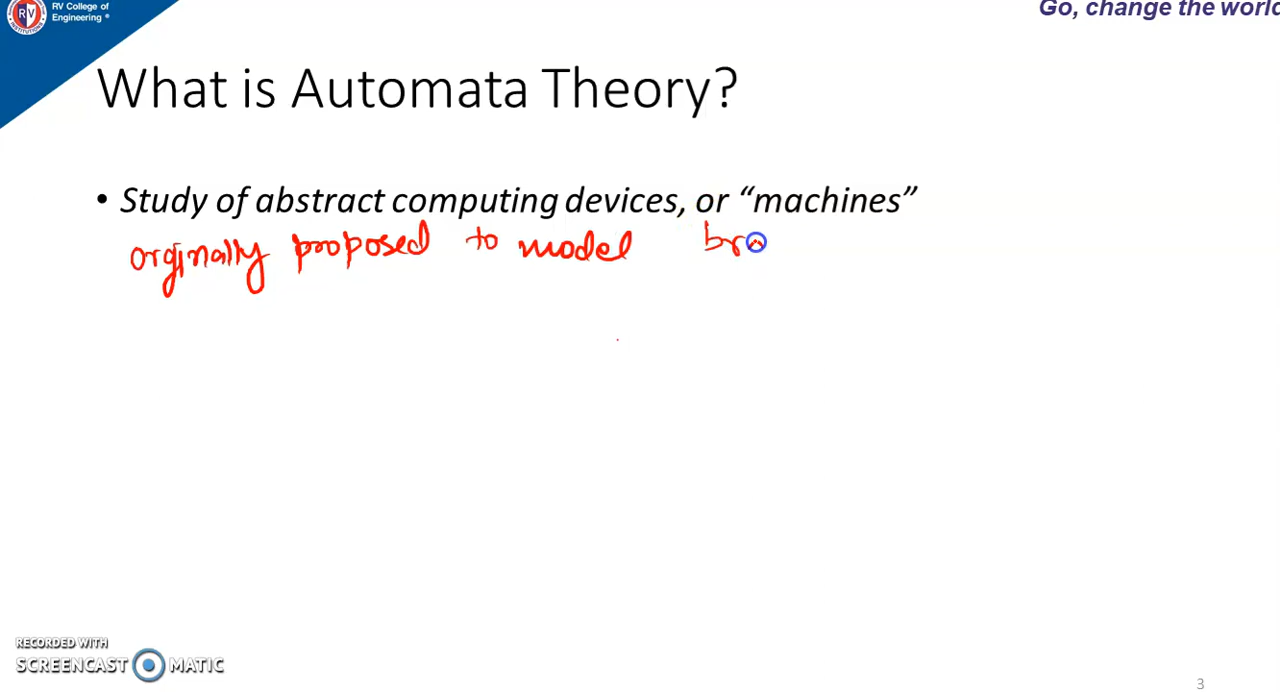 RV College of
Engineering ®
Go, change the world
What is Automata Theory?
• Study of abstract computing devices, or “machines”
orginally proposed to model
RECORDED WITH
SCREENCAST MATIC
3